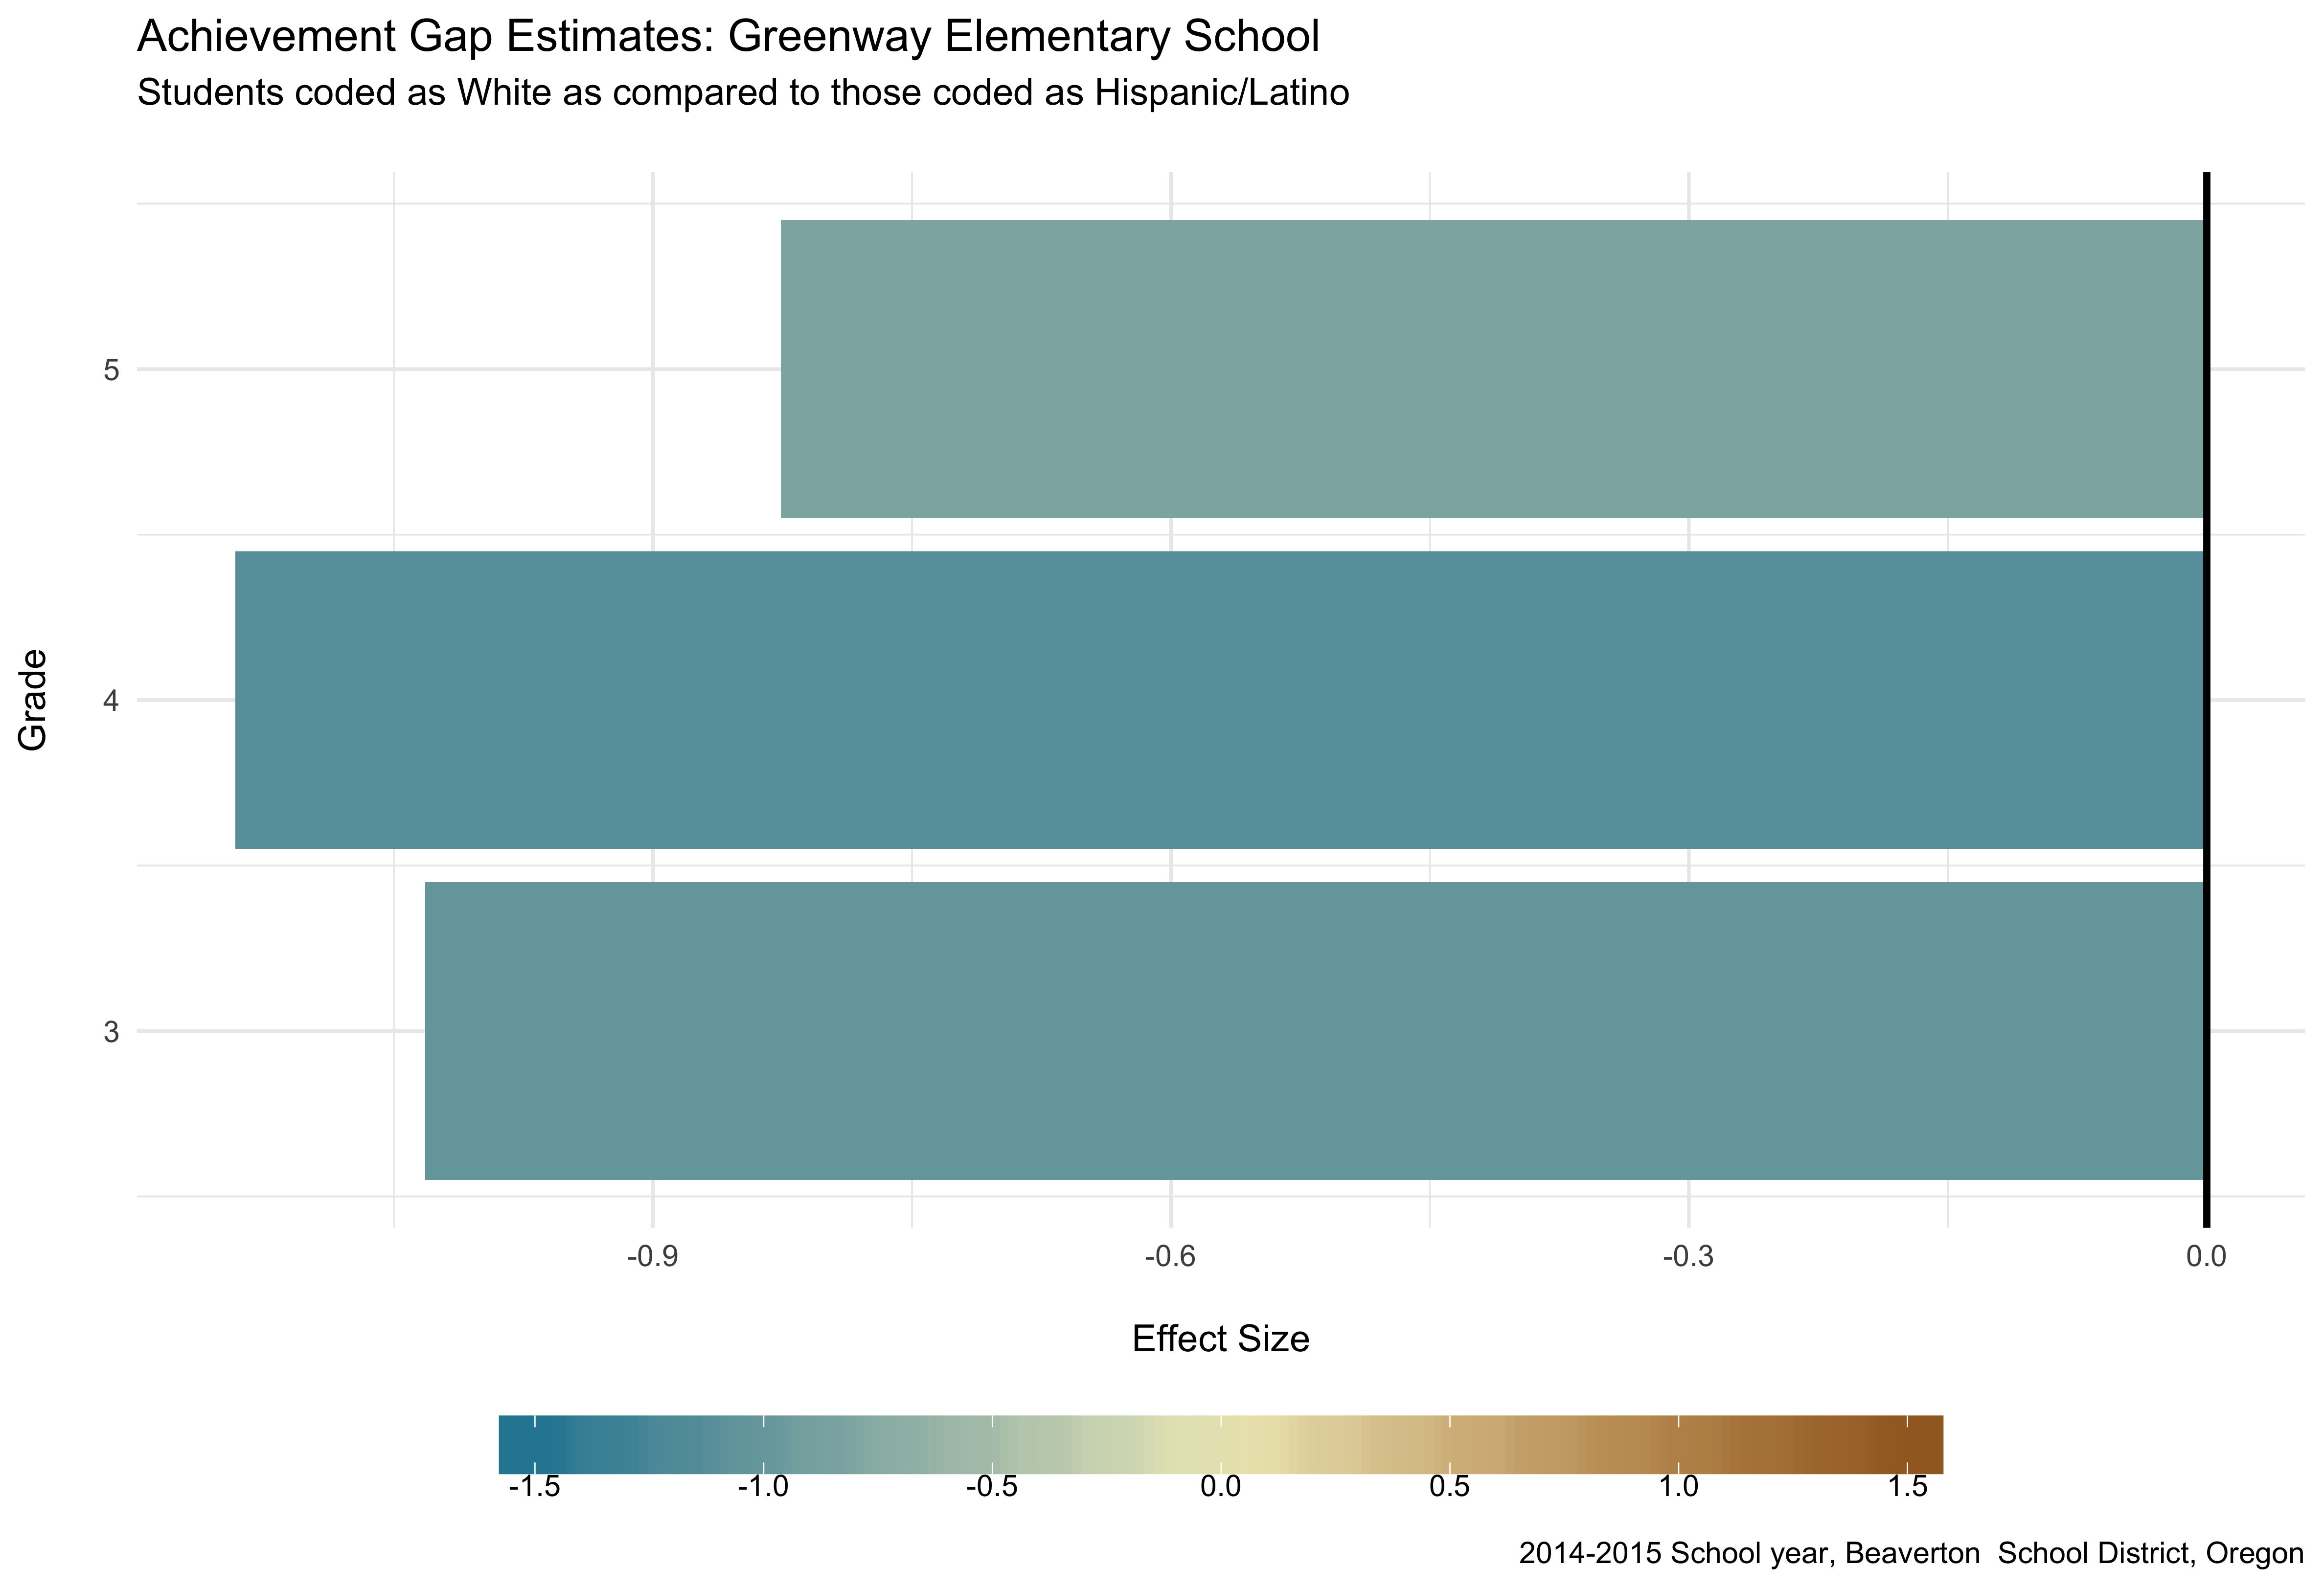 Achievement Gap Estimates: Greenway Elementary School
Students coded as White as compared to those coded as Hispanic/Latino
Grade
5
4
3
-0.9 -0.6 -0.3 0.0
Effect Size
-1.5 -1.0 -0.5 0.0 0.5 1.0 1.5
2014-2015 School year, Beaverton  School District, Oregon